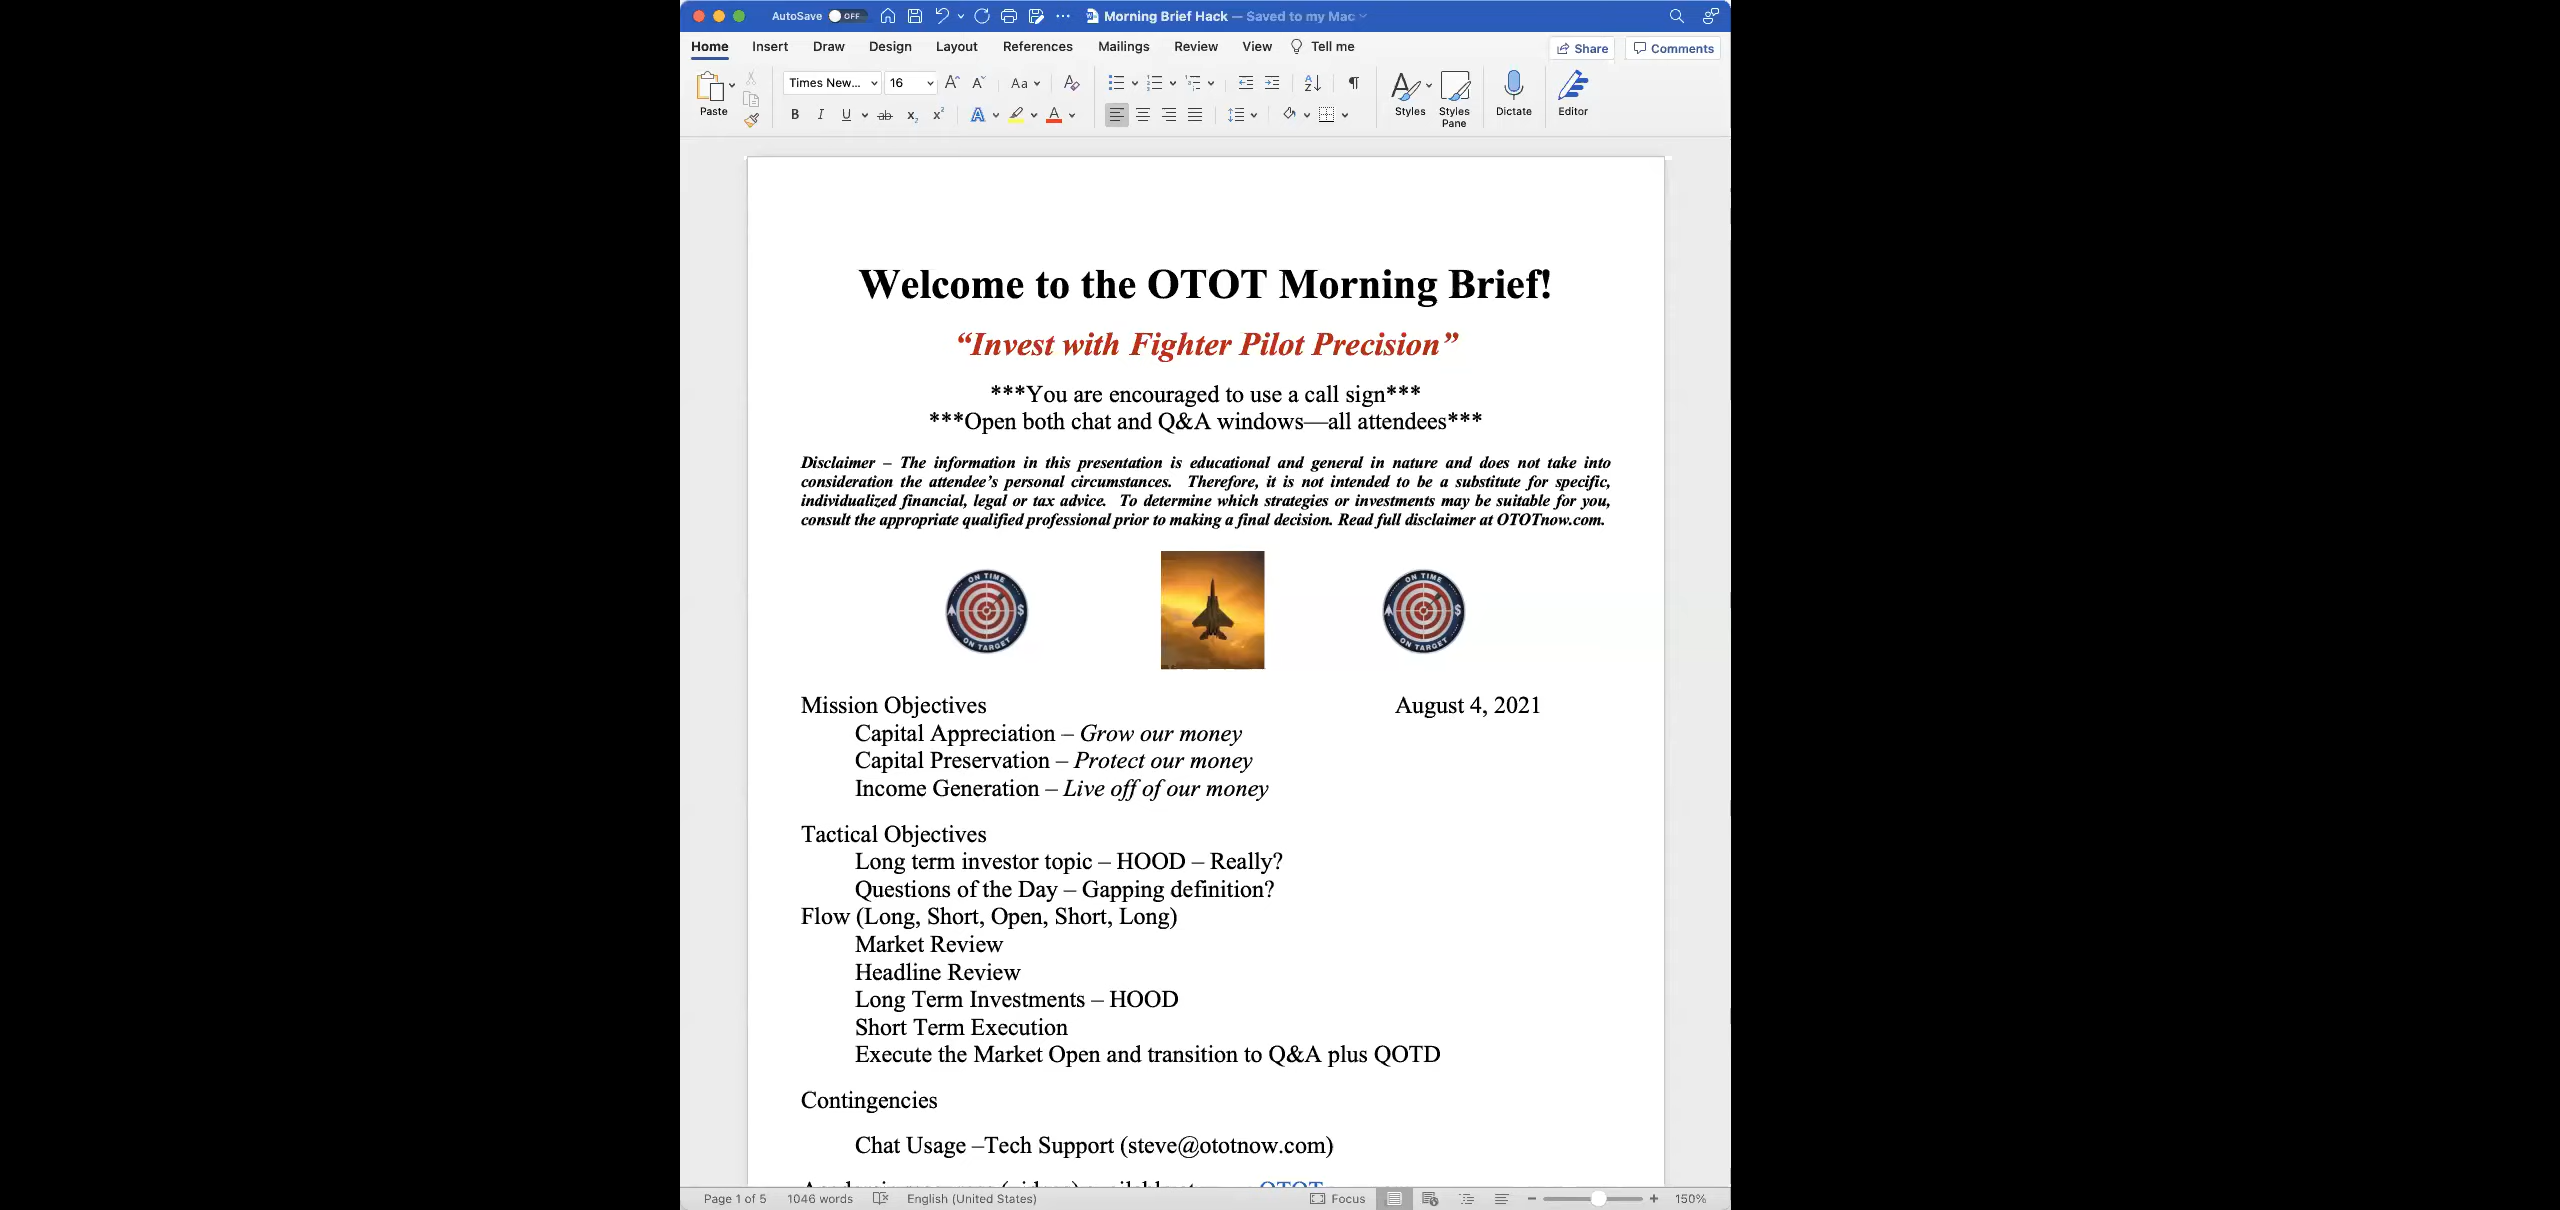 AutoSave OFF Morning Brief Hack — Saved to my Mac
Home Insert Draw Design Layout References Mailings Review View Tell me Share Comments
Paste Times New... 16 Aa Styles Styles Pane Dictate Editor
Welcome to the OTOT Morning Brief!
“Invest with Fighter Pilot Precision”
***You are encouraged to use a call sign***
***Open both chat and Q&A windows—all attendees***
Disclaimer – The information in this presentation is educational and general in nature and does not take into
consideration the attendee’s personal circumstances. Therefore, it is not intended to be a substitute for specific,
individualized financial, legal or tax advice. To determine which strategies or investments may be suitable for you,
consult the appropriate qualified professional prior to making a final decision. Read full disclaimer at OTOTnow.com.
ON TIME ON TARGET $
ON TIME ON TARGET $
Mission Objectives August 4, 2021
Capital Appreciation – Grow our money
Capital Preservation – Protect our money
Income Generation – Live off of our money
Tactical Objectives
Long term investor topic – HOOD – Really?
Questions of the Day – Gapping definition?
Flow (Long, Short, Open, Short, Long)
Market Review
Headline Review
Long Term Investments – HOOD
Short Term Execution
Execute the Market Open and transition to Q&A plus QOTD
Contingencies
Chat Usage –Tech Support (steve@ototnow.com)
Page 1 of 5 1046 words English (United States) Focus 150%